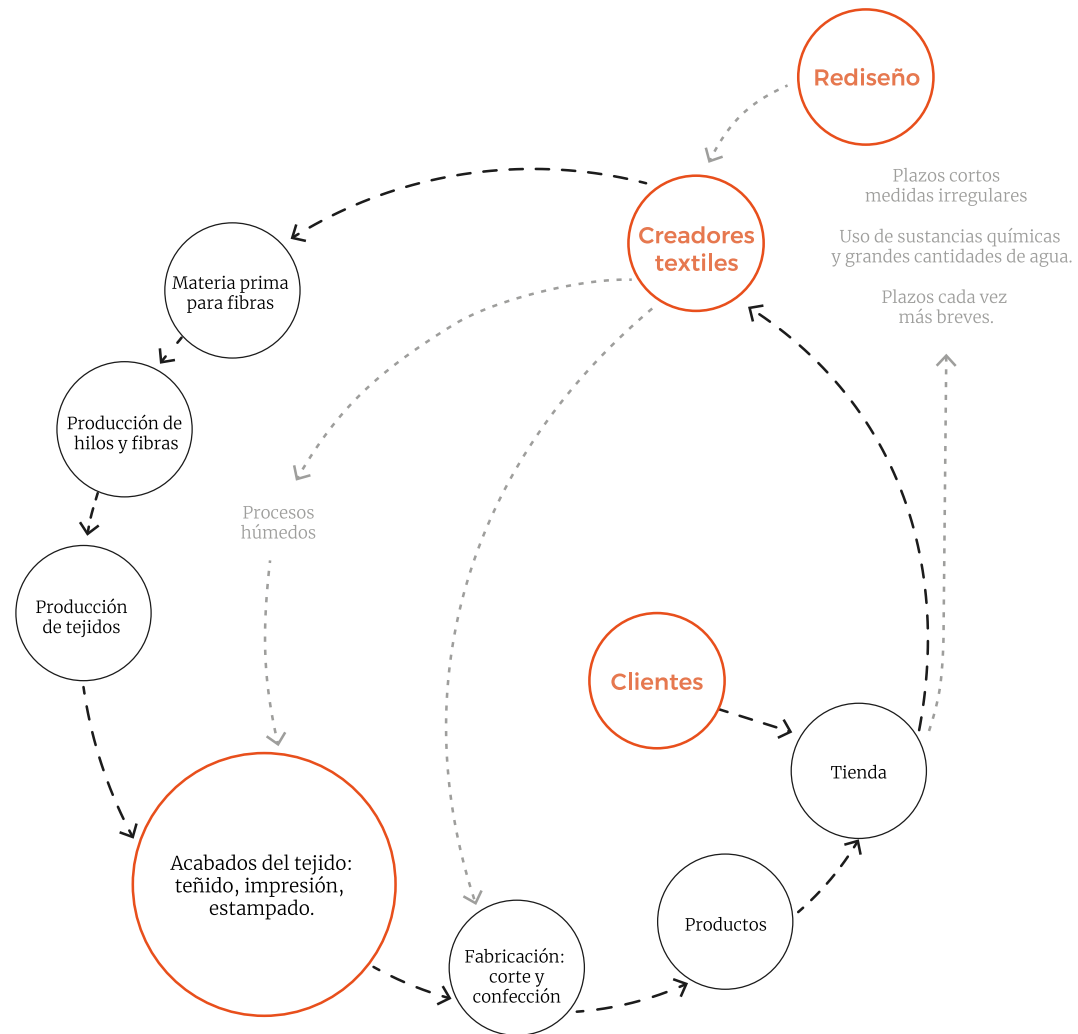 Rediseño
Plazos cortos
medidas irregulares
Uso de sustancias químicas
y grandes cantidades de agua.
Plazos cada vez
más breves.
Creadores
textiles
Materia prima
para fibras
Producción de
hilos y fibras
Procesos
húmedos
Producción
de tejidos
Clientes
Tienda
Acabados del tejido:
teñido, impresión,
estampado.
Productos
Fabricación:
corte y
confección